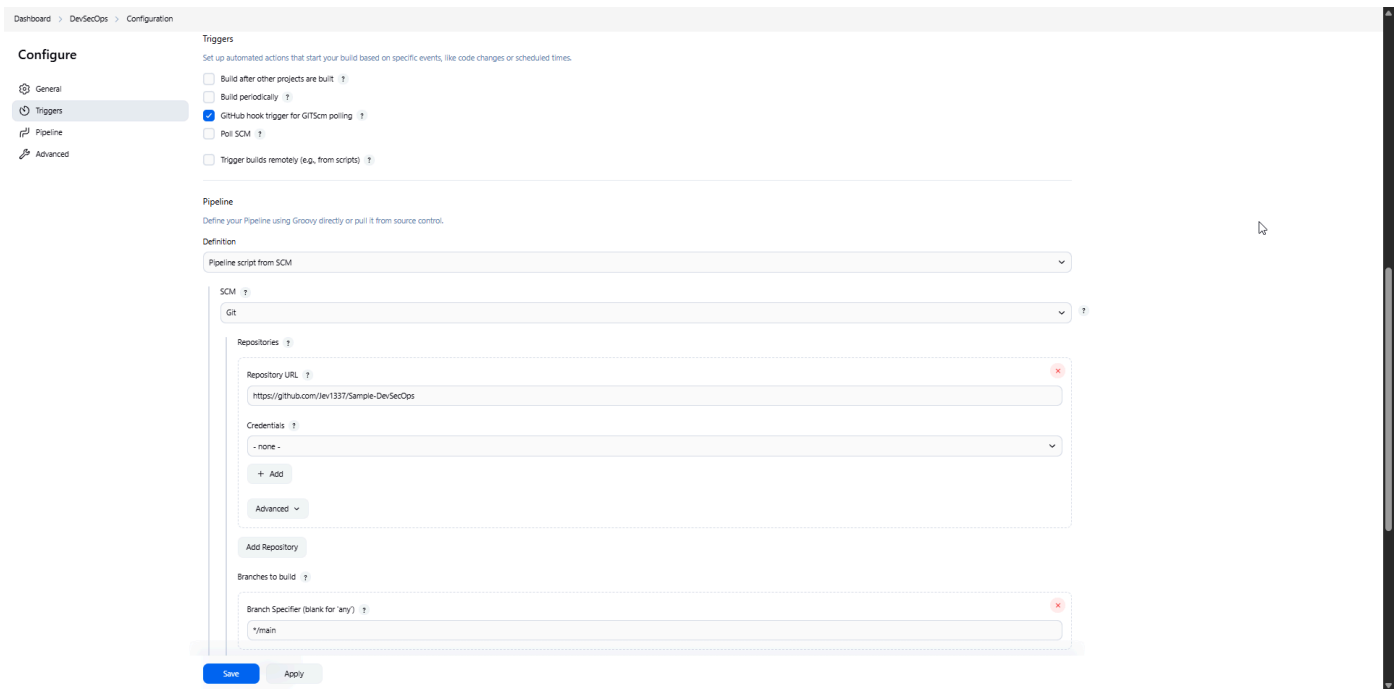 Dashboard > DevSecOps > Configuration
Configure
General
Triggers
Pipeline
Advanced
Triggers
Set up automated actions that start your build based on specific events, like code changes or scheduled times.
Build after other projects are built ?
Build periodically ?
GitHub hook trigger for GITScm polling ?
Poll SCM ?
Trigger builds remotely (e.g., from scripts) ?
Pipeline
Define your Pipeline using Groovy directly or pull it from source control.
Definition
Pipeline script from SCM
SCM ?
Git
?
Repositories ?
Repository URL ?
https://github.com/Jev1337/Sample-DevSecOps
Credentials ?
- none -
+ Add
Advanced
Add Repository
Branches to build ?
Branch Specifier (blank for 'any') ?
*/main
Save Apply